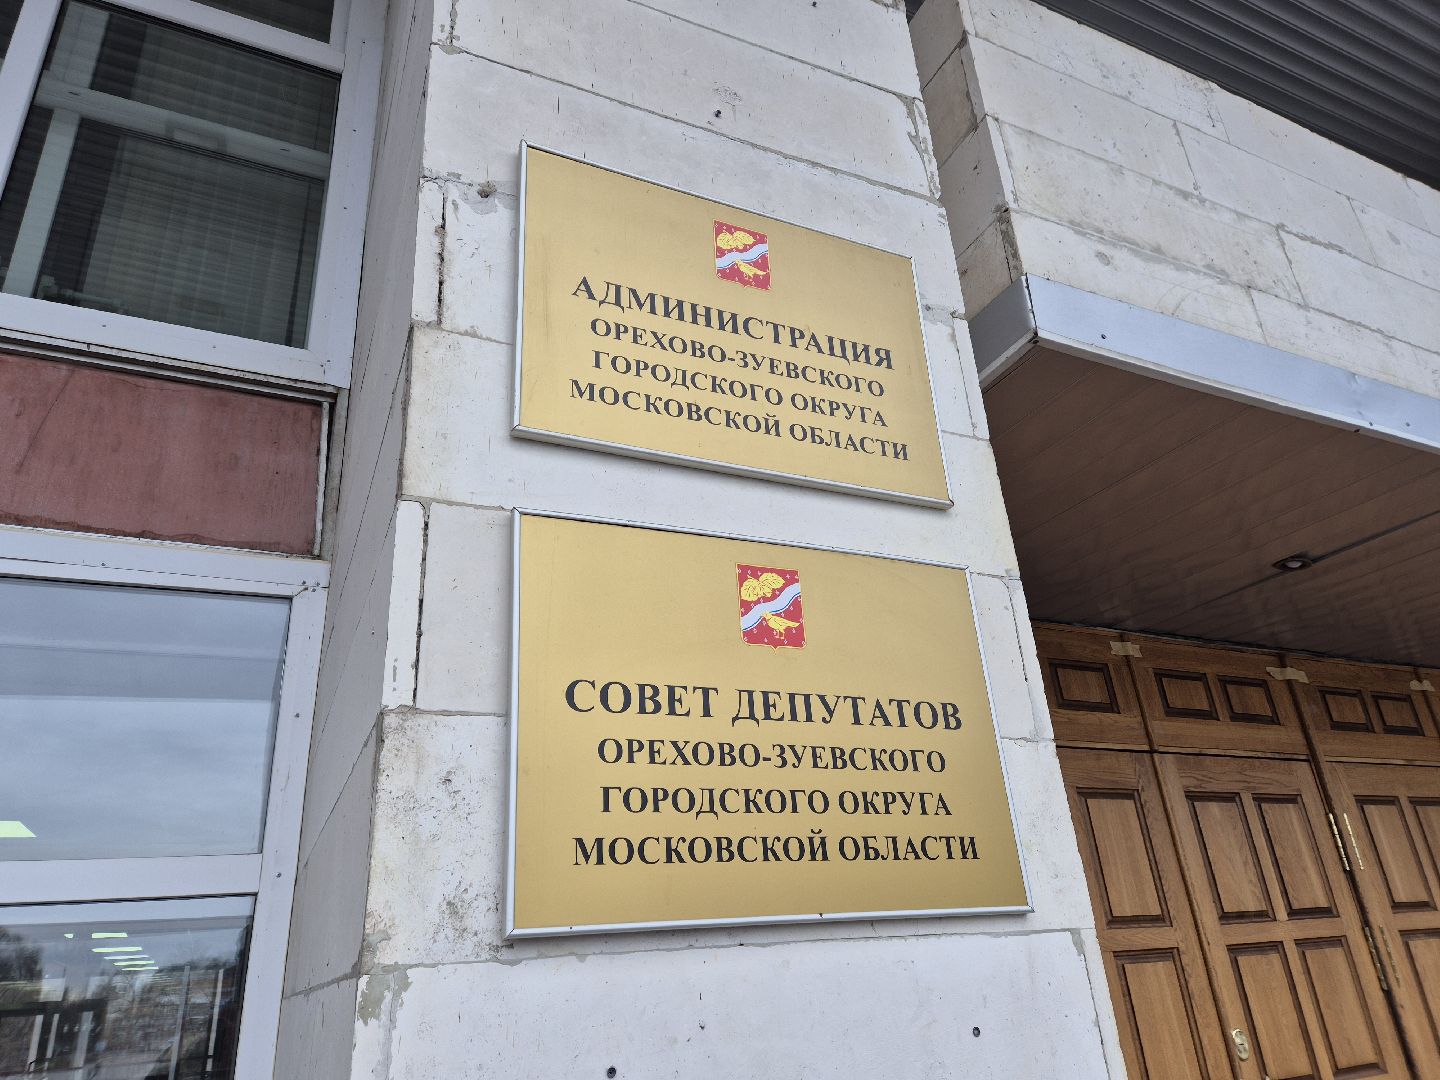 АДМИНИСТРАЦИЯ
ОРЕХОВО-ЗУЕВСКОГО
ГОРОДСКОГО ОКРУГА
МОСКОВСКОЙ ОБЛАСТИ
СОВЕТ ДЕПУТАТОВ
ОРЕХОВО-ЗУЕВСКОГО
ГОРОДСКОГО ОКРУГА
МОСКОВСКОЙ ОБЛАСТИ